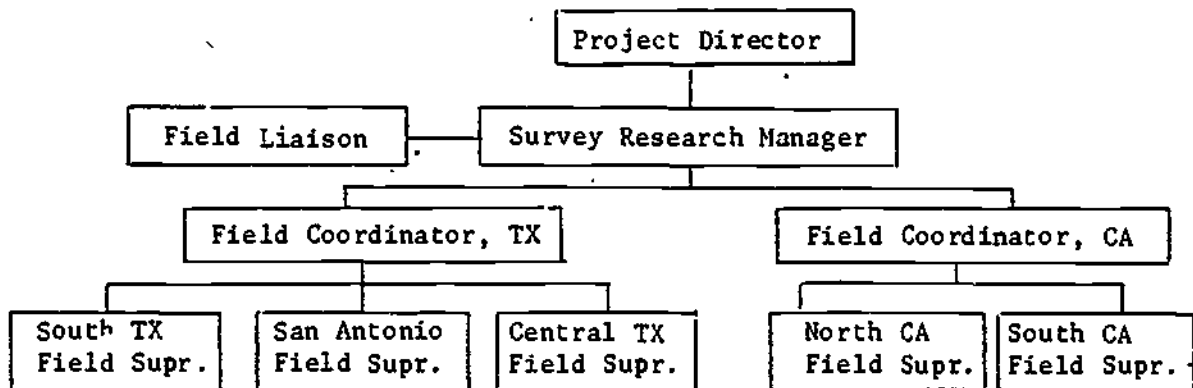 Project Director
Field Liaison
Survey Research Manager
Field Coordinator, TX
Field Coordinator, CA
South TX
Field Supr.
San Antonio
Field Supr.
Central TX
Field Supr.
North CA
Field Supr.
South CA
Field Supr.